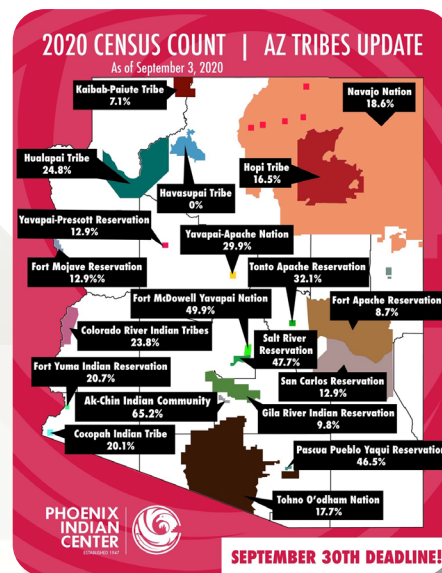 2020 CENSUS COUNT | AZ TRIBES UPDATE
As of September 3, 2020
Kaibab-Paiute Tribe
7.1%
Navajo Nation
18.6%
Hualapai Tribe
24.8%
Hopi Tribe
16.5%
Havasupai Tribe
0%
Yavapai-Prescott Reservation
12.9%
Yavapai-Apache Nation
29.9%
Fort Mojave Reservation
12.9%%
Tonto Apache Reservation
32.1%
Fort McDowell Yavapai Nation
49.9%
Fort Apache Reservation
8.7%
Colorado River Indian Tribes
23.8%
Salt River
Reservation
47.7%
Fort Yuma Indian Reservation
20.7%
San Carlos Reservation
12.9%
Ak-Chin Indian Community
65.2%
Gila River Indian Reservation
9.8%
Cocopah Indian Tribe
20.1%
Pascua Pueblo Yaqui Reservation
46.5%
Tohno O'odham Nation
17.7%
PHOENIX
INDIAN
CENTER
ESTABLISHED 1947
SEPTEMBER 30TH DEADLINE!